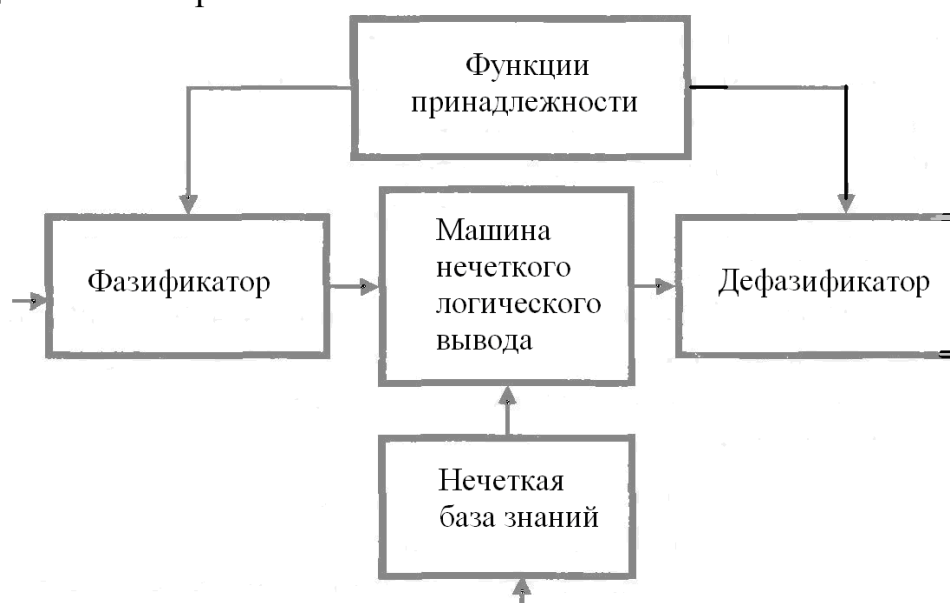 Функции
принадлежности
Фазификатор
Машина
нечеткого
логического
вывода
Дефазификатор
Нечеткая
база знаний